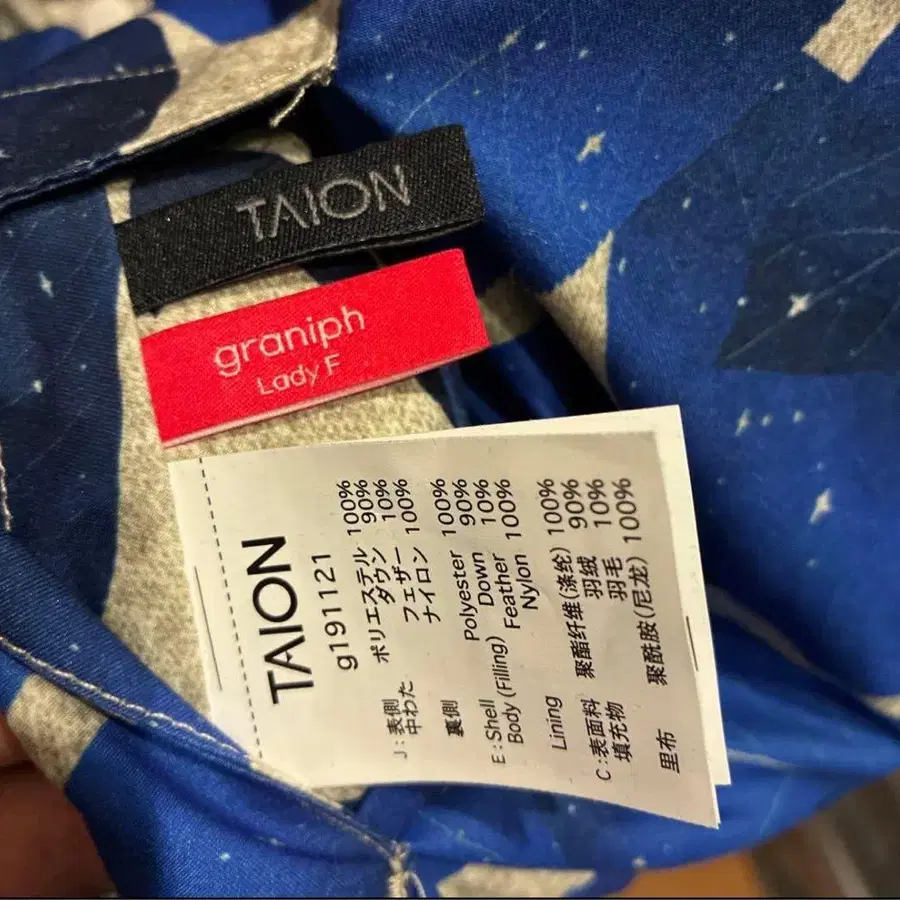 TAION
graniph
Lady F
TAION
g191121
J:表側 ポリエステル 100%
中わた ダウン 90%
フェザー 10%
裏側 ナイロン 100%
E:Shell Polyester 100%
Body (Filling) Down 90%
Feather 10%
Lining Nylon 100%
C:表面料 聚酯纤维(涤纶) 100%
填充物 羽绒 90%
羽毛 10%
里布 聚酰胺(尼龙) 100%